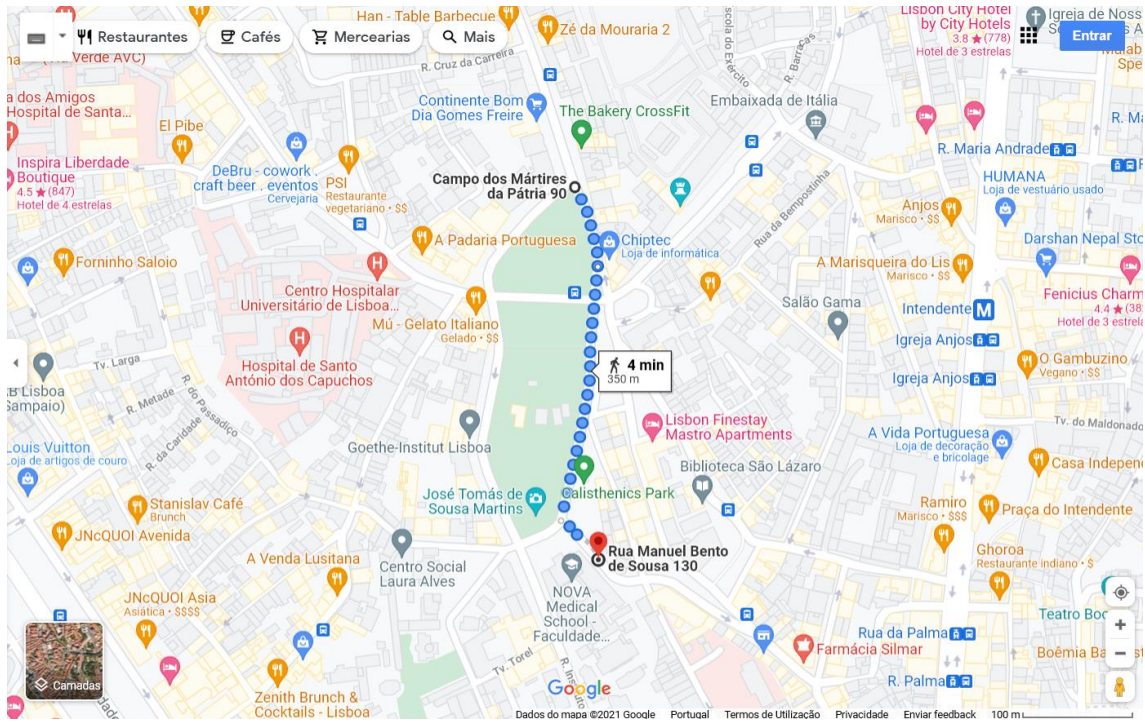 Restaurantes
Cafés
Mercearias
Mais
Entrar
Han - Table Barbecue
Zé da Mouraria 2
Lisbon City Hotel
by City Hotels
3.8 ★ (778)
Hotel de 3 estrelas
Igreja de Noss
Verde AVC)
R. Cruz da Carreira
R. Barracas
scola do Exército
a dos Amigos
Hospital de Santa...
El Pibe
Continente Bom
Dia Gomes Freire
The Bakery CrossFit
Embaixada de Itália
R. Maria Andrade
Inspira Liberdade
Boutique
4.5 ★ (847)
Hotel de 4 estrelas
DeBru - cowork .
craft beer . eventos
Cervejaria
PSI
Restaurante
vegetariano • $$
Campo dos Mártires
da Pátria 90
HUMANA
Loja de vestuário usado
Rua da Bempostinha
Anjos
Marisco • $$
A Padaria Portuguesa
Chiptec
Loja de informática
Darshan Nepal Sto
Forninho Saloio
A Marisqueira do Lis
Marisco • $$
Centro Hospitalar
Universitário de Lisboa...
Salão Gama
Intendente
M
Fenicius Charm
4.4 ★ (38
Hotel de 3 estrela
Mú - Gelato Italiano
Gelado • $$
Igreja Anjos
Tv. Larga
Hospital de Santo
António dos Capuchos
4 min
350 m
O Gambuzino
Vegano • $$
Igreja Anjos
B Lisboa
Sampaio)
R. Metade
R. do Passadiço
R. da Caridade
Goethe-Institut Lisboa
Lisbon Finestay
Mastro Apartments
Tv. do Maldonado
Louis Vuitton
Loja de artigos de couro
A Vida Portuguesa
Loja de decoração
e bricolage
Biblioteca São Lázaro
Casa Indepen
José Tomás de
Sousa Martins
Calisthenics Park
Stanislav Café
Brunch
Ramiro
Marisco • $$$
Praça do Intendente
JNcQUOI Avenida
A Venda Lusitana
Centro Social
Laura Alves
Rua Manuel Bento
de Sousa 130
Ghoroa
Restaurante indiano • $
NOVA
Medical
School -
Faculdade...
JNcQUOI Asia
Asiática • $$$$
Teatro Boc
Rua da Palma
Farmácia Silmar
Boêmia Ba
Tv. Torel
R. Instituto
R. Palma
Camadas
Zenith Brunch &
Cocktails - Lisboa
Google
Dados do mapa ©2021 Google
Portugal
Termos de Utilização
Privacidade
Enviar feedback
100 m